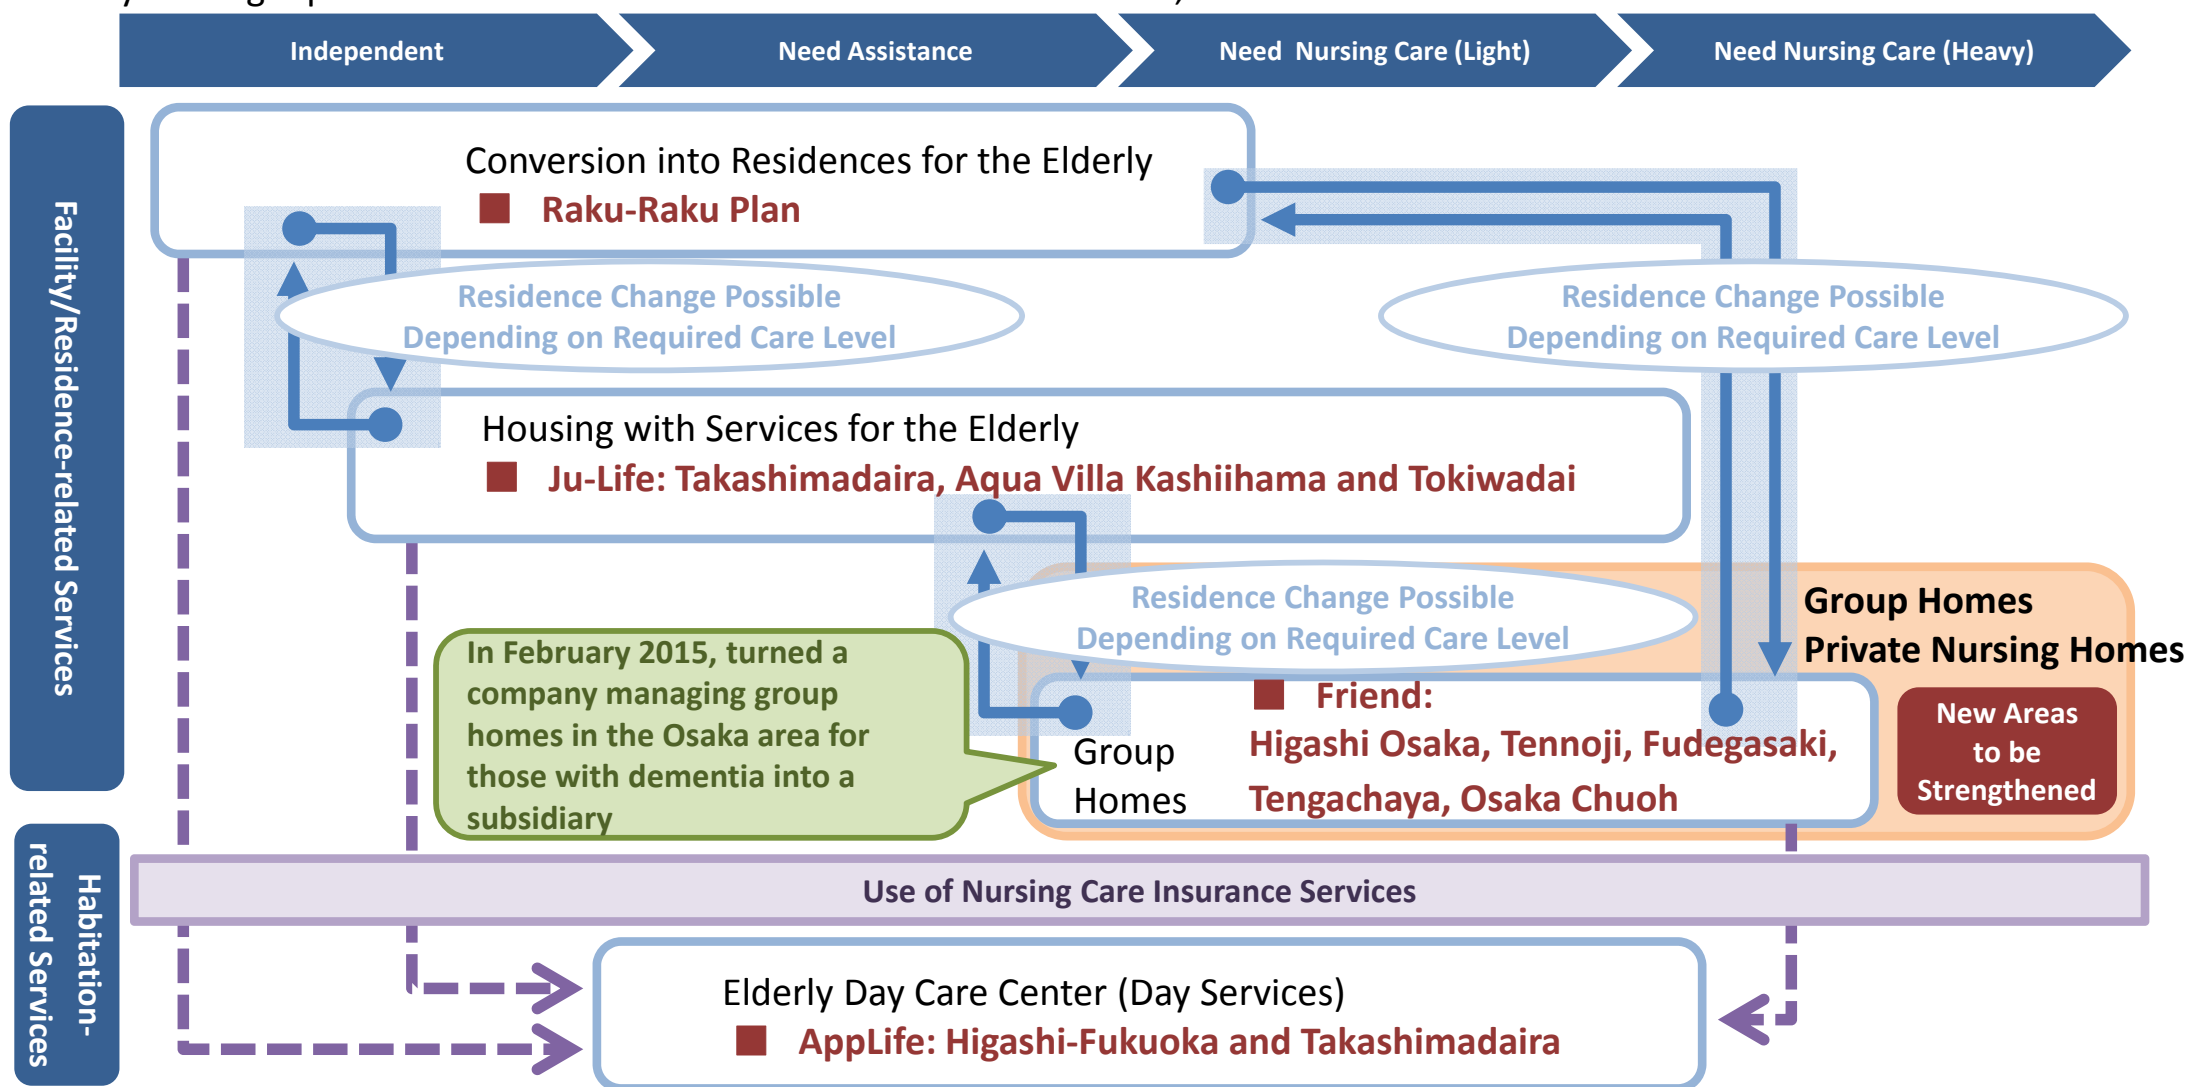 Independent
Need Assistance
Need Nursing Care (Light)
Need Nursing Care (Heavy)
Facility/Residence-related Services
Conversion into Residences for the Elderly
Raku-Raku Plan
Residence Change Possible
Depending on Required Care Level
Residence Change Possible
Depending on Required Care Level
Housing with Services for the Elderly
Ju-Life: Takashimadaira, Aqua Villa Kashiihama and Tokiwadai
Residence Change Possible
Depending on Required Care Level
Group Homes
Private Nursing Homes
In February 2015, turned a
company managing group
homes in the Osaka area for
those with dementia into a
subsidiary
Group
Homes
Friend:
Higashi Osaka, Tennoji, Fudegasaki,
Tengachaya, Osaka Chuoh
New Areas
to be
Strengthened
Habitation-
related Services
Use of Nursing Care Insurance Services
Elderly Day Care Center (Day Services)
AppLife: Higashi-Fukuoka and Takashimadaira